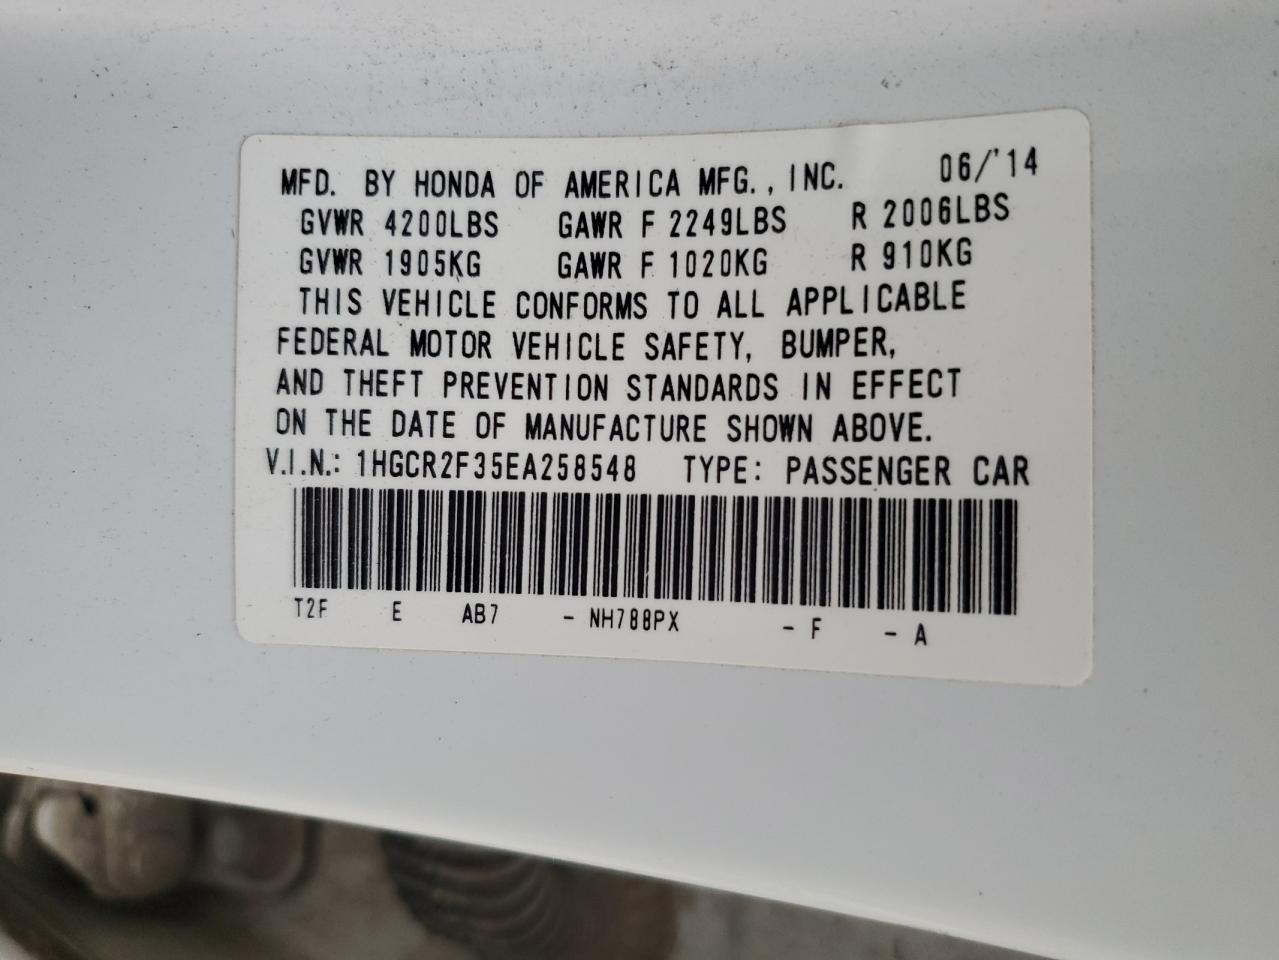 MFD. BY HONDA OF AMERICA MFG., INC. 06/'14
GVWR 4200LBS GAWR F 2249LBS R 2006LBS
GVWR 1905KG GAWR F 1020KG R 910KG
THIS VEHICLE CONFORMS TO ALL APPLICABLE
FEDERAL MOTOR VEHICLE SAFETY, BUMPER,
AND THEFT PREVENTION STANDARDS IN EFFECT
ON THE DATE OF MANUFACTURE SHOWN ABOVE.
V.I.N.: 1HGCR2F35EA258548 TYPE: PASSENGER CAR
T2F E AB7 - NH788PX - F - A